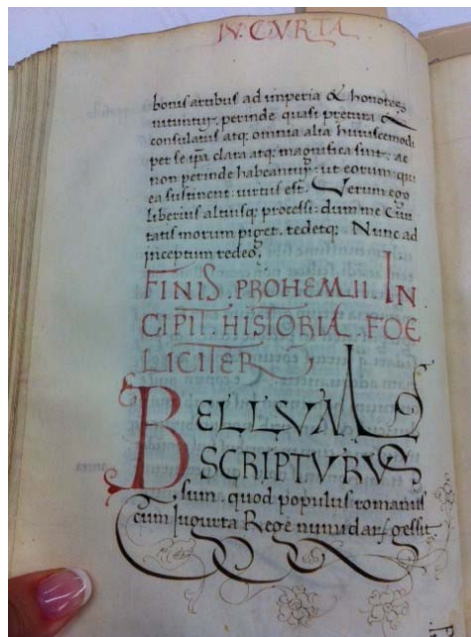 IV. CVRTA
bonis artibus ad imperia & honores
nituntur. perinde quasi pretura &
consulatus atq; omnia alia huiuscemodi
per se ipa clara atq; magnifica sint. ac
non perinde habeantur. ut eorum. qui
ea sustinent. uirtus est. Verum ego
liberius altiusq; processi. dum me Ciui
tatis morum piget. tedetq; Nunc ad
inceptum redeo.
FINIS. PROHEMII. IN
CIPIT. HISTORIA. FOE
LICITER
BELLVM
SCRIPTVRVS
sum. quod populus romanus
cum Iugurta Rege numidar gessit